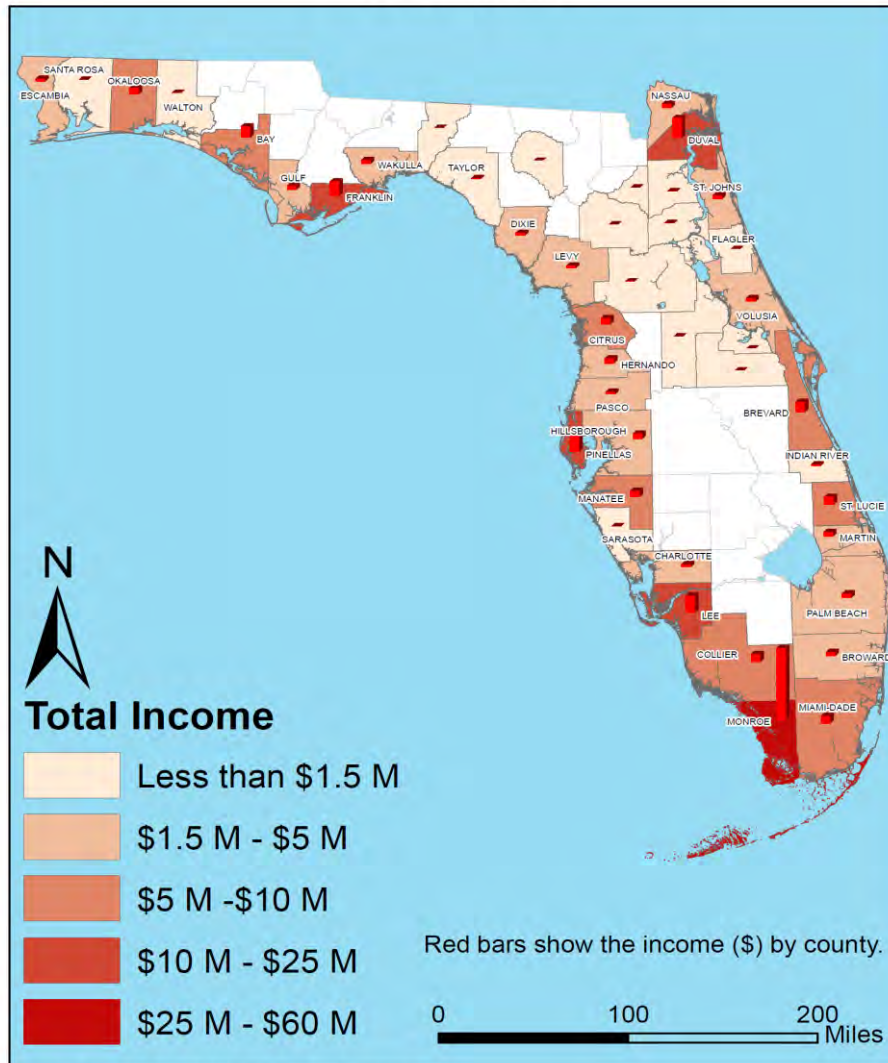 SANTA ROSA
OKALOOSA
ESCAMBIA
WALTON
BAY
GULF
WAKULLA
FRANKLIN
TAYLOR
NASSAU
DUVAL
ST. JOHNS
DIXIE
FLAGLER
LEVY
VOLUSIA
CITRUS
HERNANDO
PASCO
BREVARD
HILLSBOROUGH
PINELLAS
INDIAN RIVER
MANATEE
ST. LUCIE
SARASOTA
MARTIN
CHARLOTTE
LEE
PALM BEACH
COLLIER
BROWARD
MONROE
MIAMI-DADE
N
Total Income
Less than $1.5 M
$1.5 M - $5 M
$5 M -$10 M
$10 M - $25 M
$25 M - $60 M
Red bars show the income ($) by county.
0 100 200
Miles